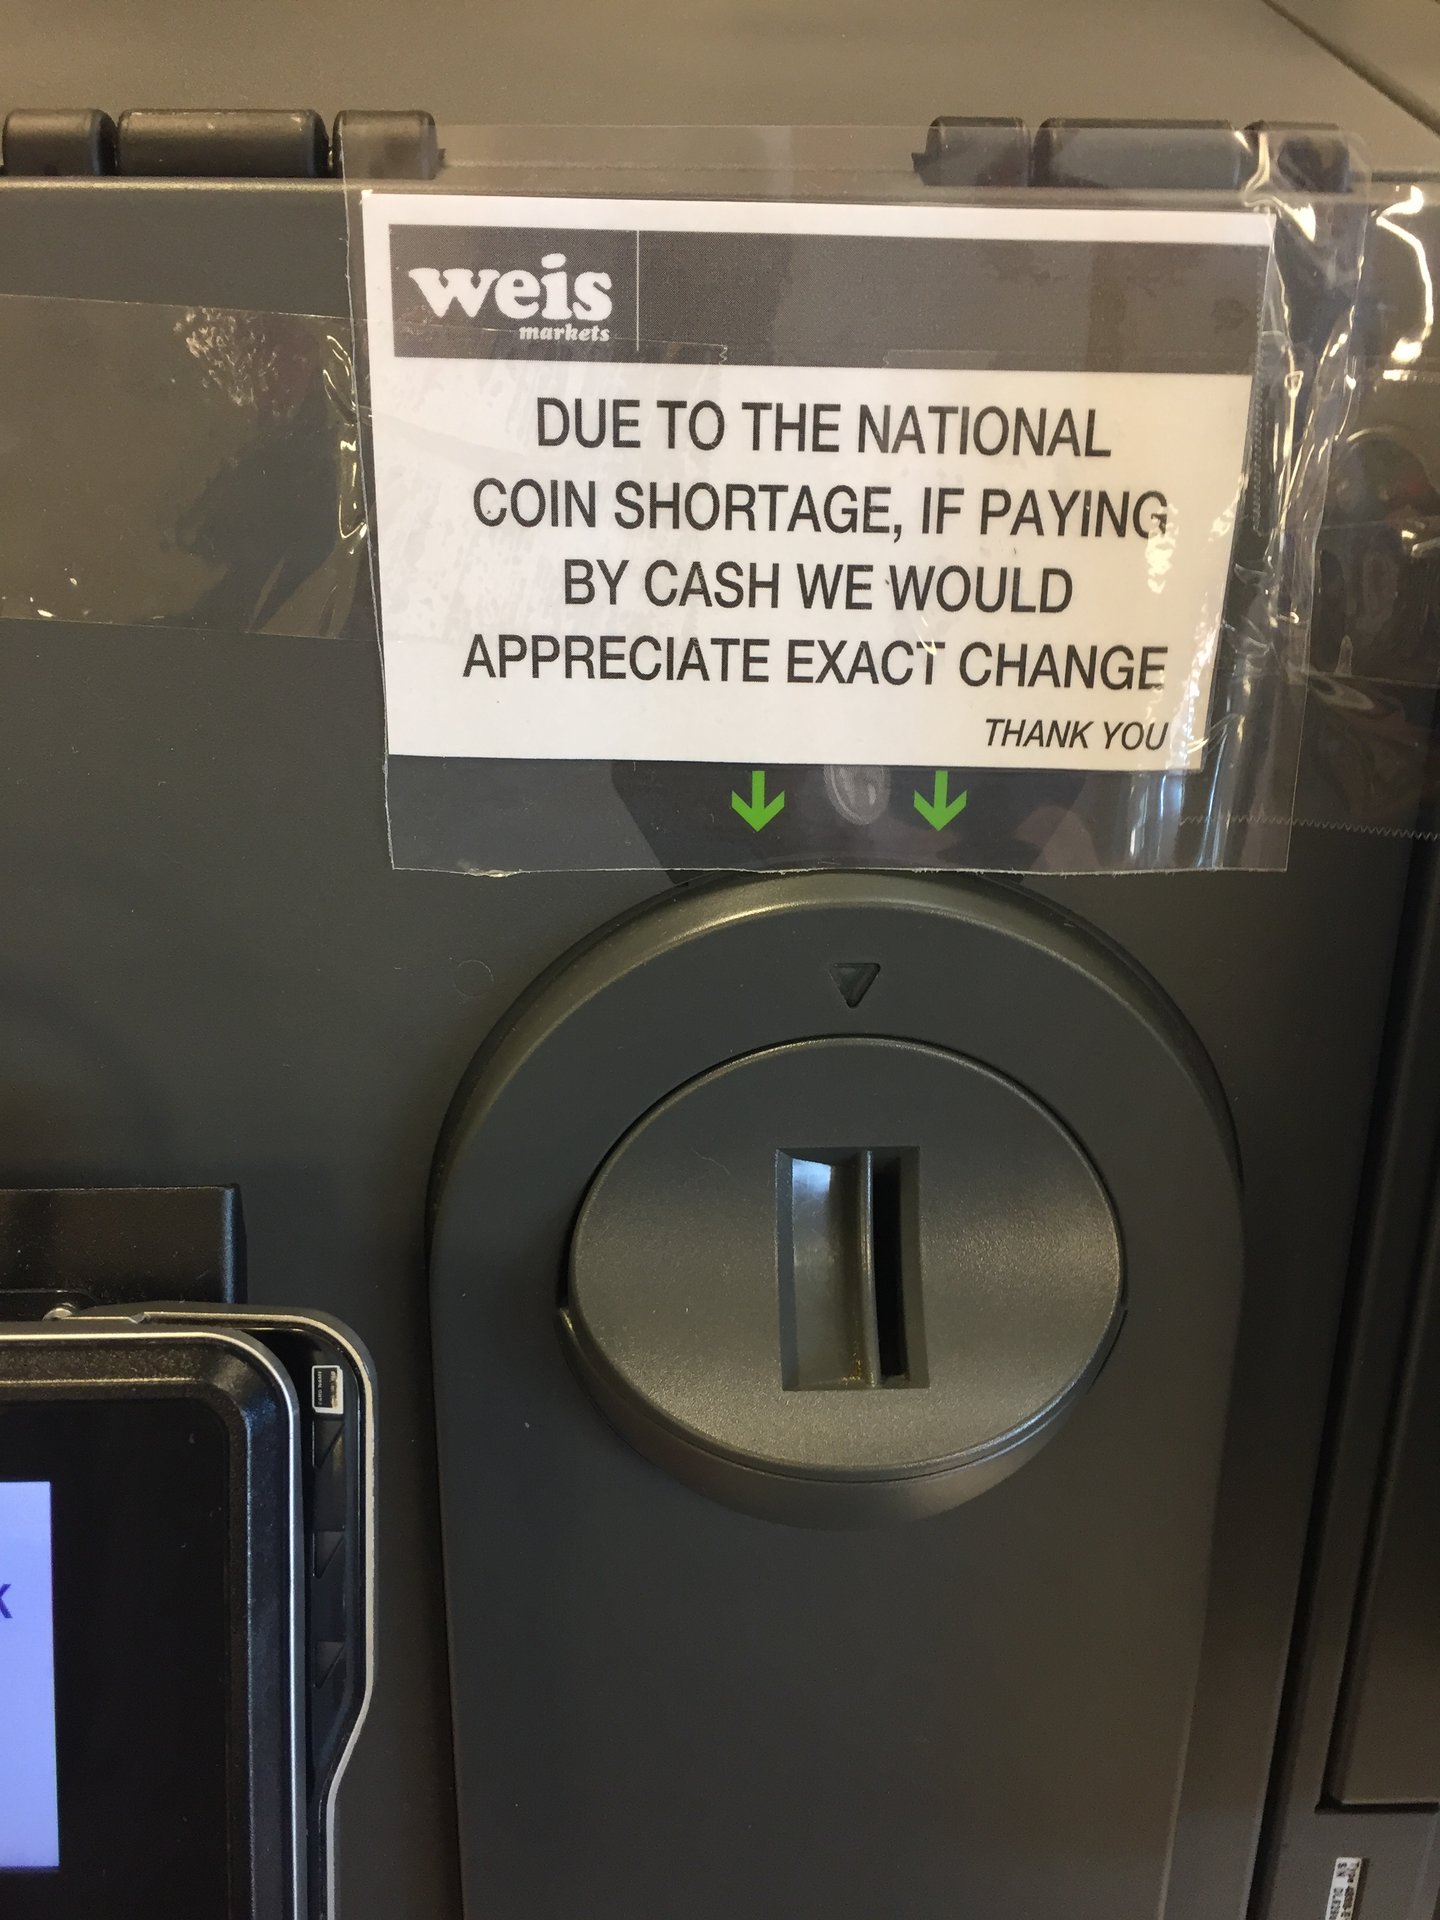 weis
markets
DUE TO THE NATIONAL
COIN SHORTAGE, IF PAYING
BY CASH WE WOULD
APPRECIATE EXACT CHANGE
THANK YOU